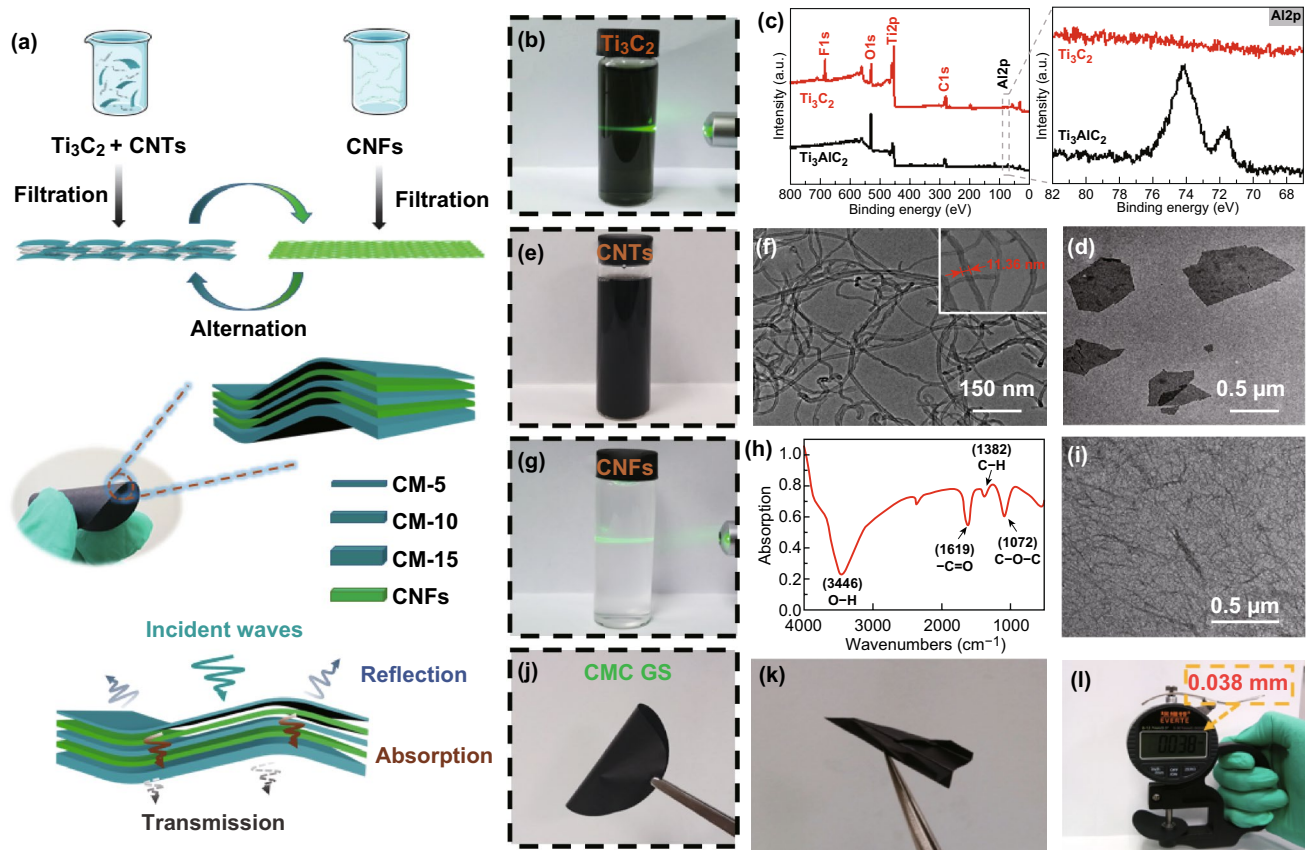 (a)
Ti₃C₂ + CNTs
CNFs
Filtration
Filtration
Alternation
CM-5
CM-10
CM-15
CNFs
Incident waves
Reflection
Absorption
Transmission
(b)
Ti₃C₂
(c)
Intensity (a.u.)
F1s
O1s
Ti2p
C1s
Al2p
Ti₃C₂
Ti₃AlC₂
800 700 600 500 400 300 200 100 0
Binding energy (eV)
Intensity (a.u.)
Al2p
Ti₃C₂
Ti₃AlC₂
82 80 78 76 74 72 70 68
Binding energy (eV)
(e)
CNTs
(f)
150 nm
(d)
0.5 µm
(g)
CNFs
(h)
Absorption
1.0
0.8
0.6
0.4
0.2
0.0
(3446)
O−H
(1619)
−C=O
(1382)
C−H
(1072)
C−O−C
4000 3000 2000 1000
Wavenumbers (cm⁻¹)
(i)
0.5 µm
(j)
CMC GS
(k)
(l)
0.038 mm
EVERTE
0.038